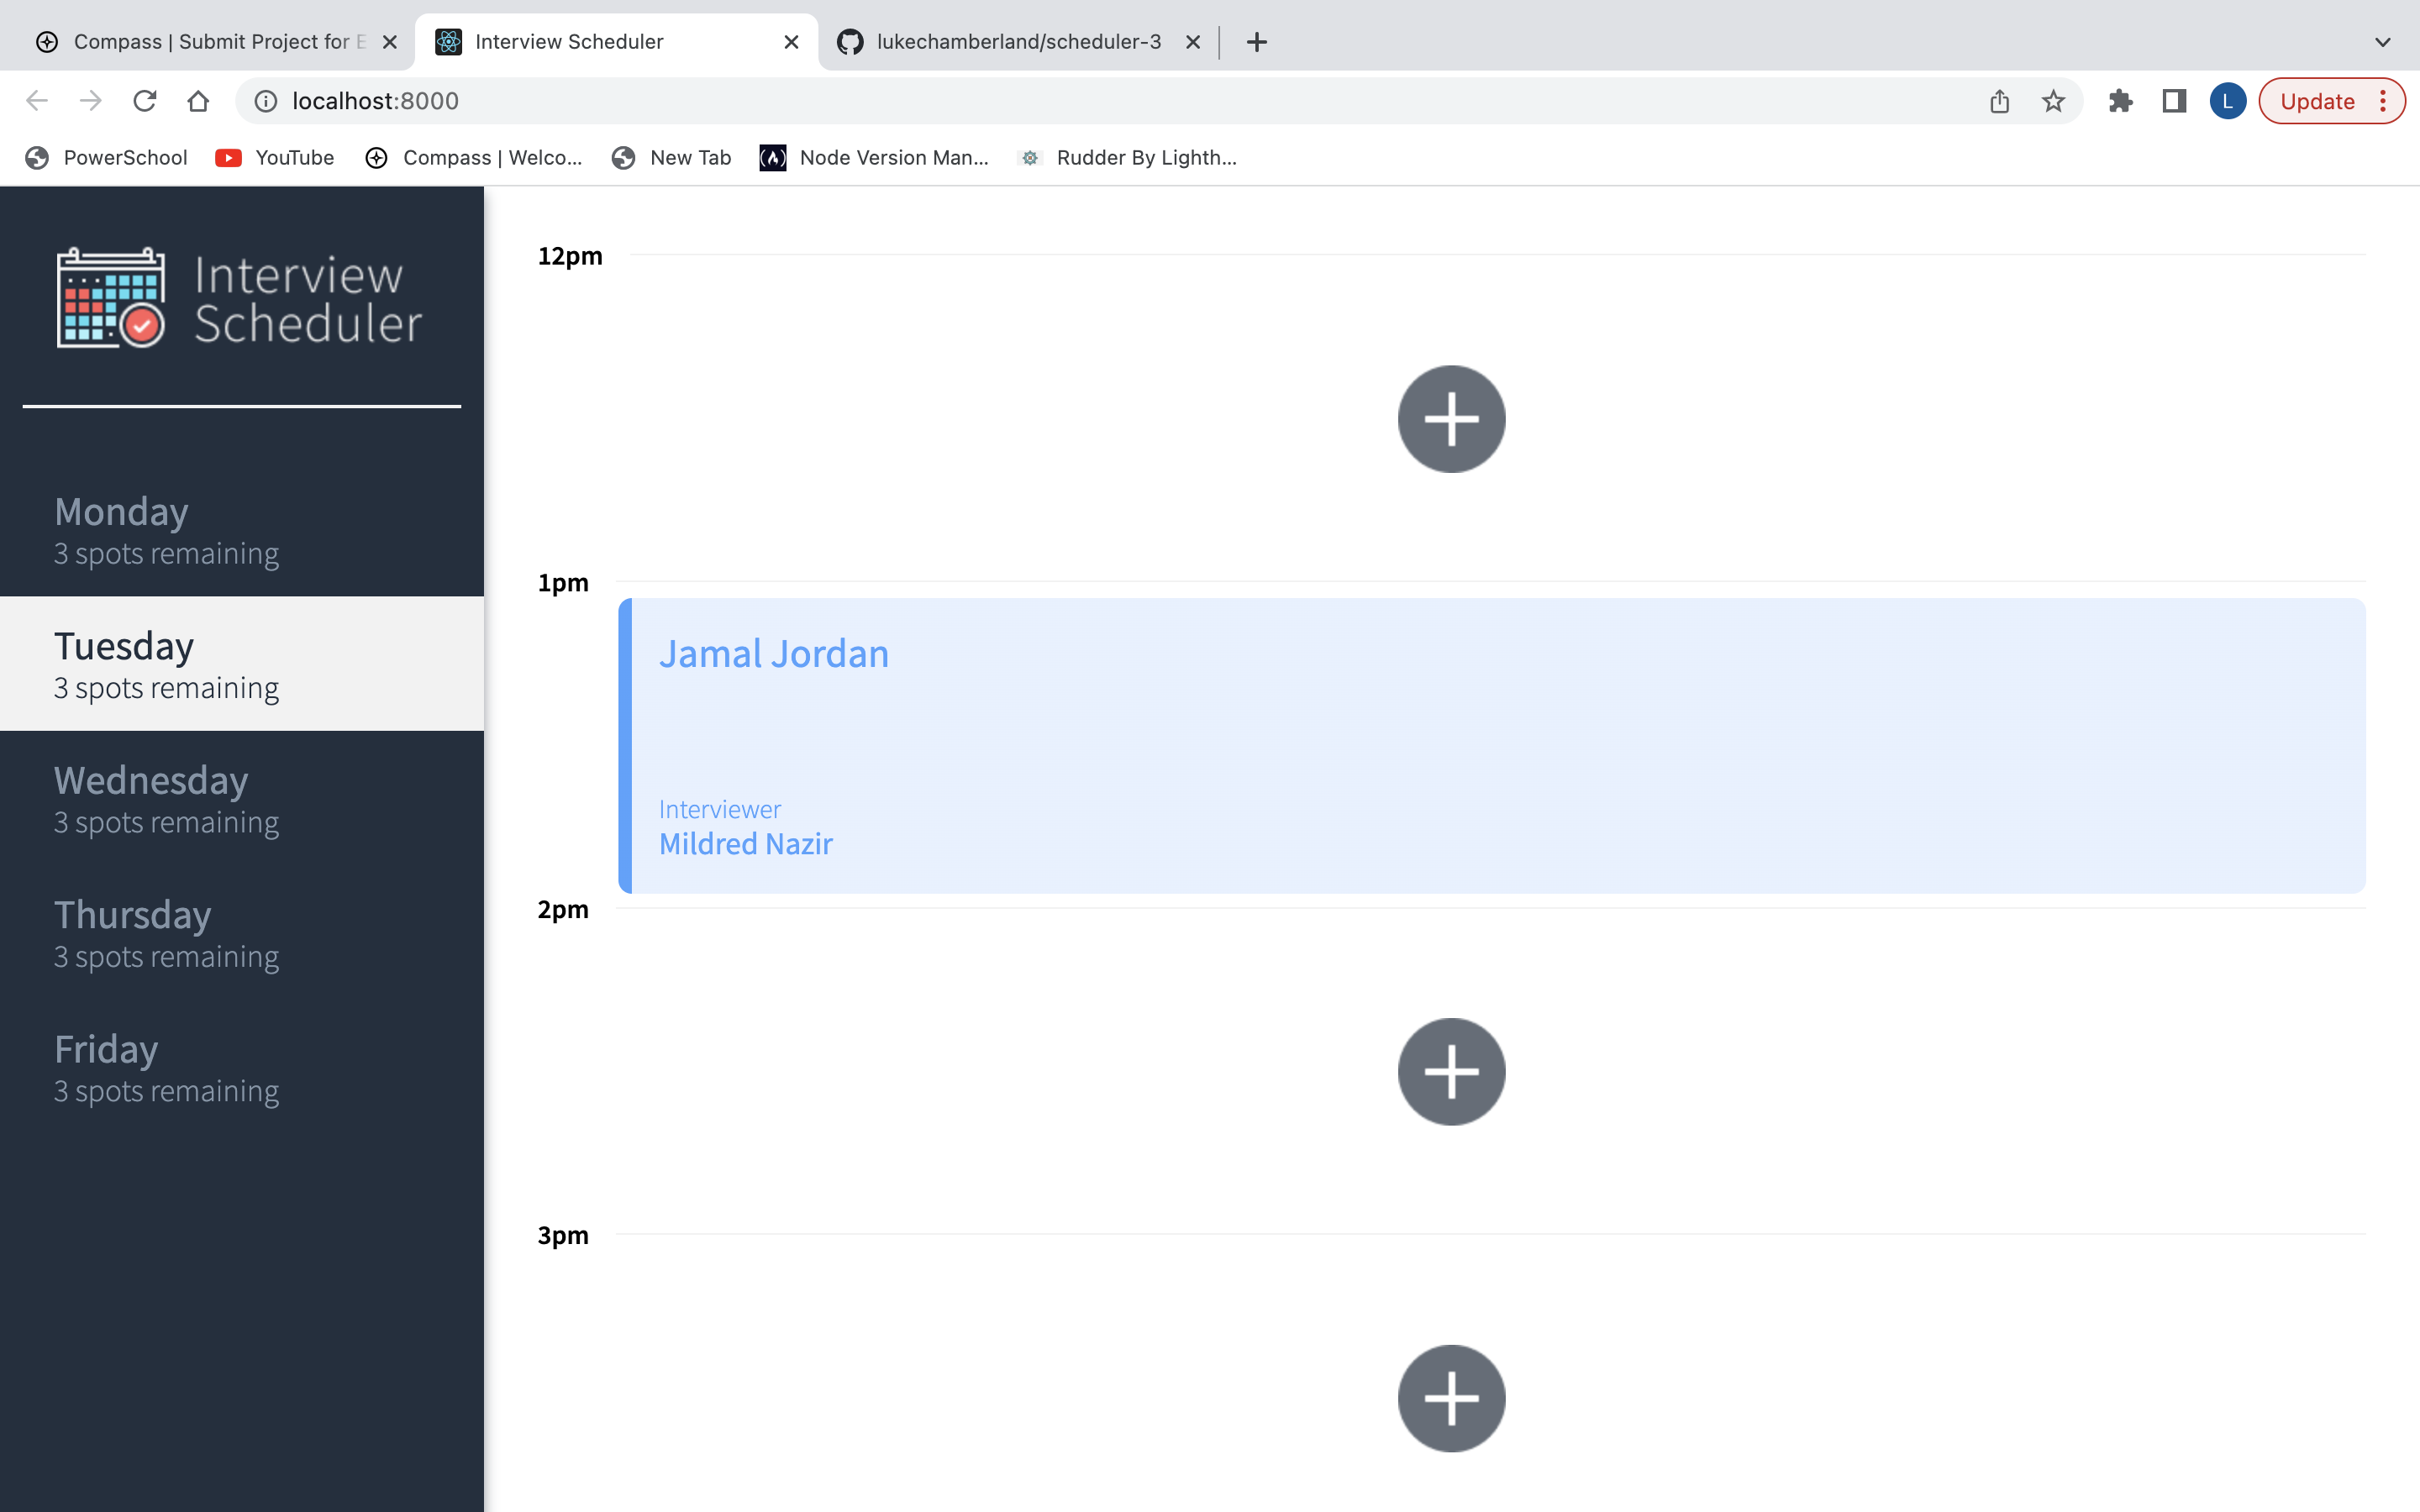 Compass | Submit Project for E
Interview Scheduler
lukechamberland/scheduler-3
localhost:8000
L
Update
PowerSchool
YouTube
Compass | Welco...
New Tab
Node Version Man...
Rudder By Lighth...
Interview
Scheduler
Monday
3 spots remaining
Tuesday
3 spots remaining
Wednesday
3 spots remaining
Thursday
3 spots remaining
Friday
3 spots remaining
12pm
1pm
Jamal Jordan
Interviewer
Mildred Nazir
2pm
3pm